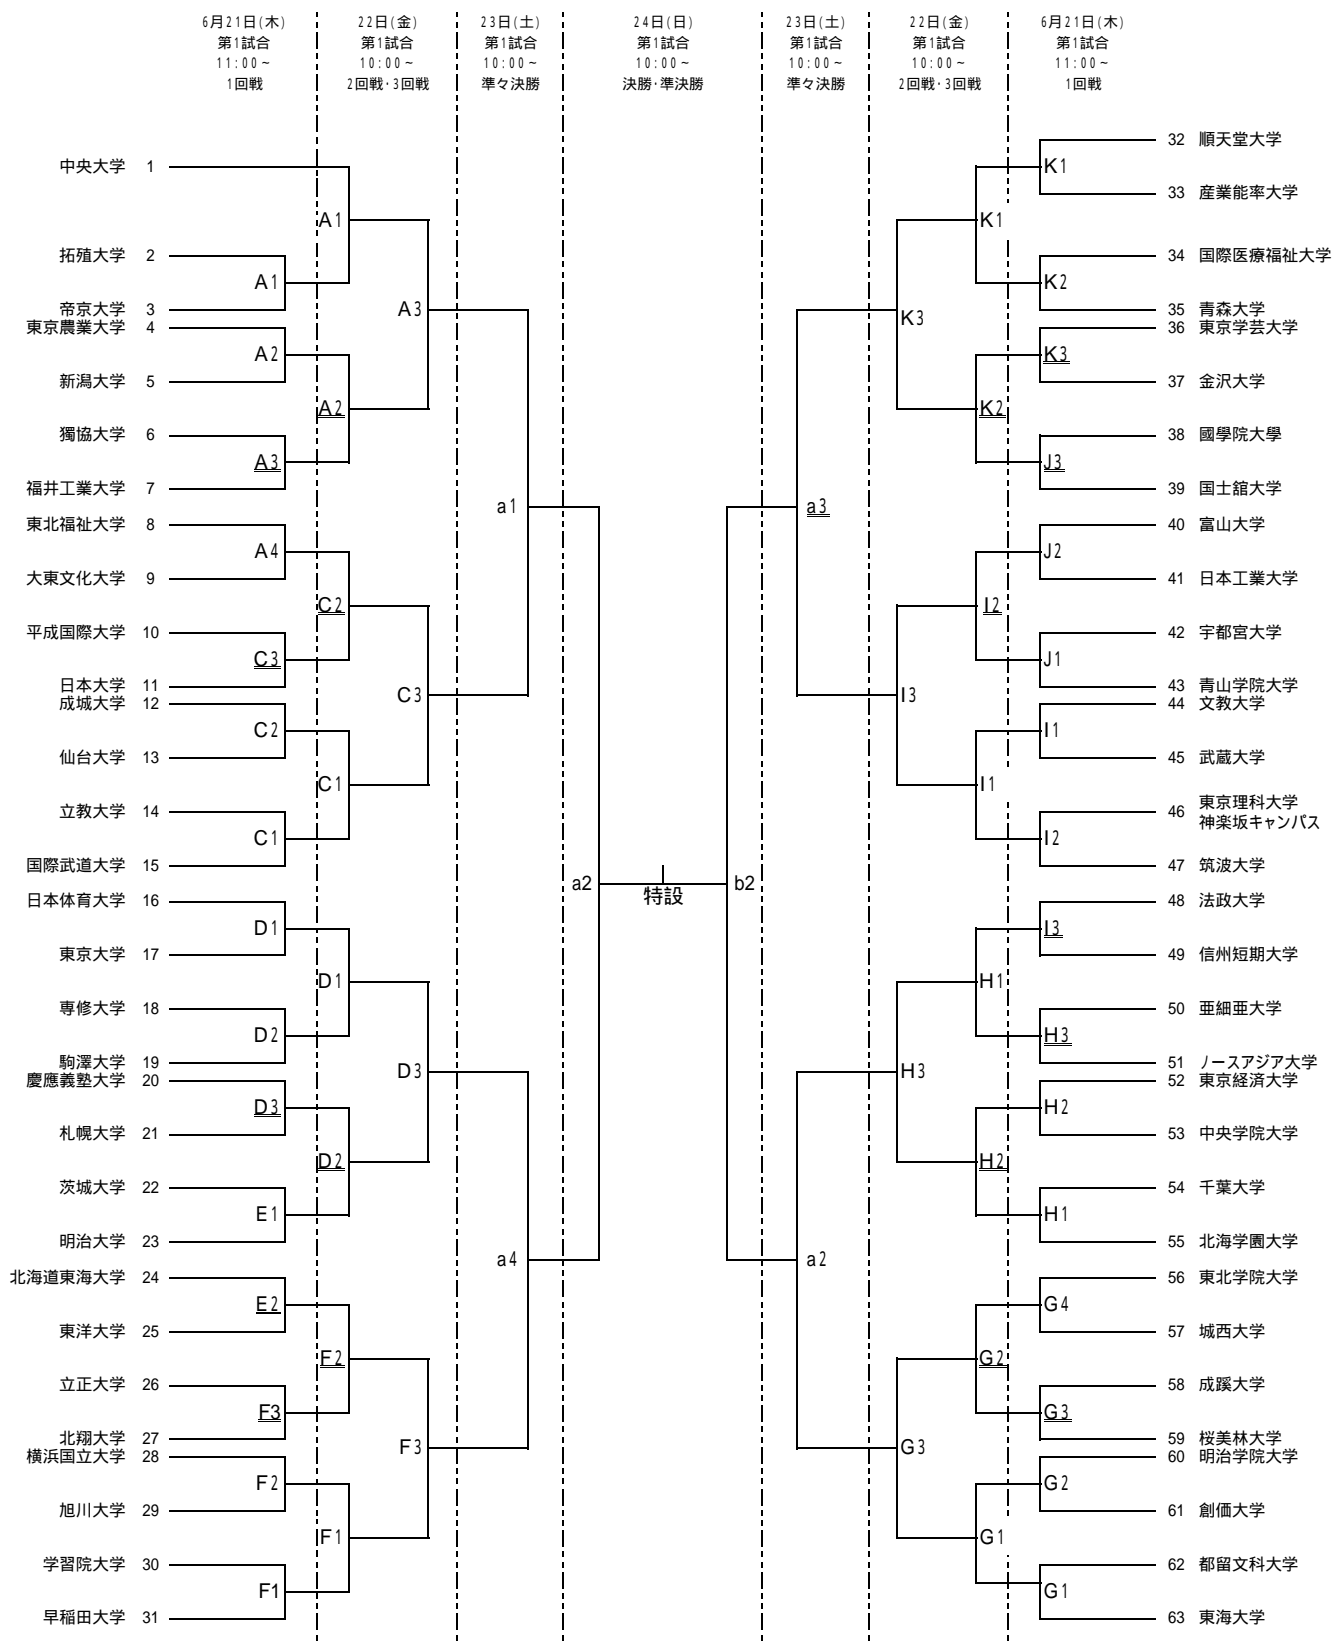 6月21日(木)
第1試合
11:00~
1回戦
22日(金)
第1試合
10:00~
2回戦・3回戦
23日(土)
第1試合
10:00~
準々決勝
24日(日)
第1試合
10:00~
決勝・準決勝
23日(土)
第1試合
10:00~
準々決勝
22日(金)
第1試合
10:00~
2回戦・3回戦
6月21日(木)
第1試合
11:00~
1回戦
中央大学 1
拓殖大学 2
帝京大学 3
東京農業大学 4
新潟大学 5
獨協大学 6
福井工業大学 7
東北福祉大学 8
大東文化大学 9
平成国際大学 10
日本大学 11
成城大学 12
仙台大学 13
立教大学 14
国際武道大学 15
日本体育大学 16
東京大学 17
専修大学 18
駒澤大学 19
慶應義塾大学 20
札幌大学 21
茨城大学 22
明治大学 23
北海道東海大学 24
東洋大学 25
立正大学 26
北翔大学 27
横浜国立大学 28
旭川大学 29
学習院大学 30
早稲田大学 31
A1
A2
A3
A4
C3
C2
C1
D1
D2
D3
E1
E2
F3
F2
F1
A1
A2
C2
C1
D1
D2
F2
F1
A3
C3
D3
F3
a1
a4
a2
特設
b2
a3
a2
K3
I3
H3
G3
K1
K2
I2
I1
H1
H2
G2
G1
K1
K2
K3
J3
J2
J1
I1
I2
I3
H3
H2
H1
G4
G3
G2
G1
32 順天堂大学
33 産業能率大学
34 国際医療福祉大学
35 青森大学
36 東京学芸大学
37 金沢大学
38 國學院大學
39 国士舘大学
40 富山大学
41 日本工業大学
42 宇都宮大学
43 青山学院大学
44 文教大学
45 武蔵大学
46 東京理科大学
神楽坂キャンパス
47 筑波大学
48 法政大学
49 信州短期大学
50 亜細亜大学
51 ノースアジア大学
52 東京経済大学
53 中央学院大学
54 千葉大学
55 北海学園大学
56 東北学院大学
57 城西大学
58 成蹊大学
59 桜美林大学
60 明治学院大学
61 創価大学
62 都留文科大学
63 東海大学